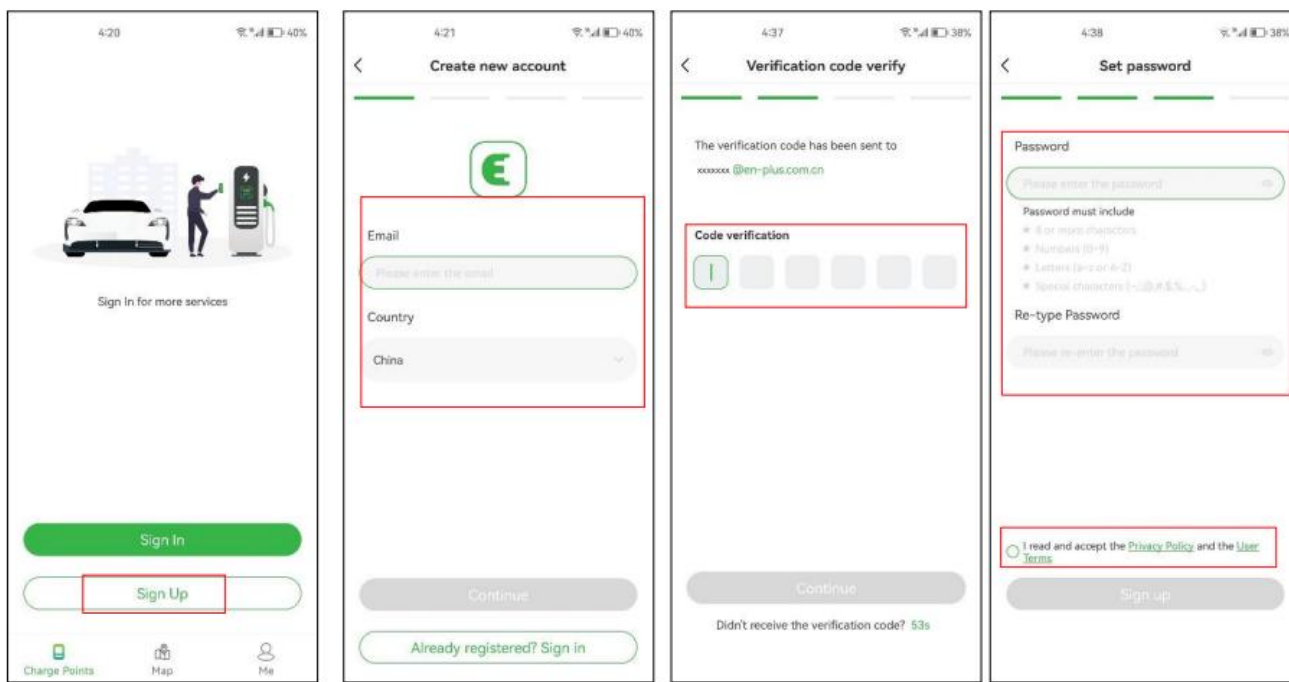 4:20
40%
Sign In for more services
Sign In
Sign Up
Charge Points
Map
Me
4:21
40%
Create new account
Email
Please enter the email
Country
China
Continue
Already registered? Sign in
4:37
38%
Verification code verify
The verification code has been sent to
xxxxxxx @en-plus.com.cn
Code verification
Continue
Didn't receive the verification code? 53s
4:38
38%
Set password
Password
Please enter the password
Password must include
8 or more characters
Numbers (0-9)
Letters (a-z or A-Z)
Special characters
Re-type Password
Please re-enter the password
I read and accept the Privacy Policy and the User
Terms
Sign up